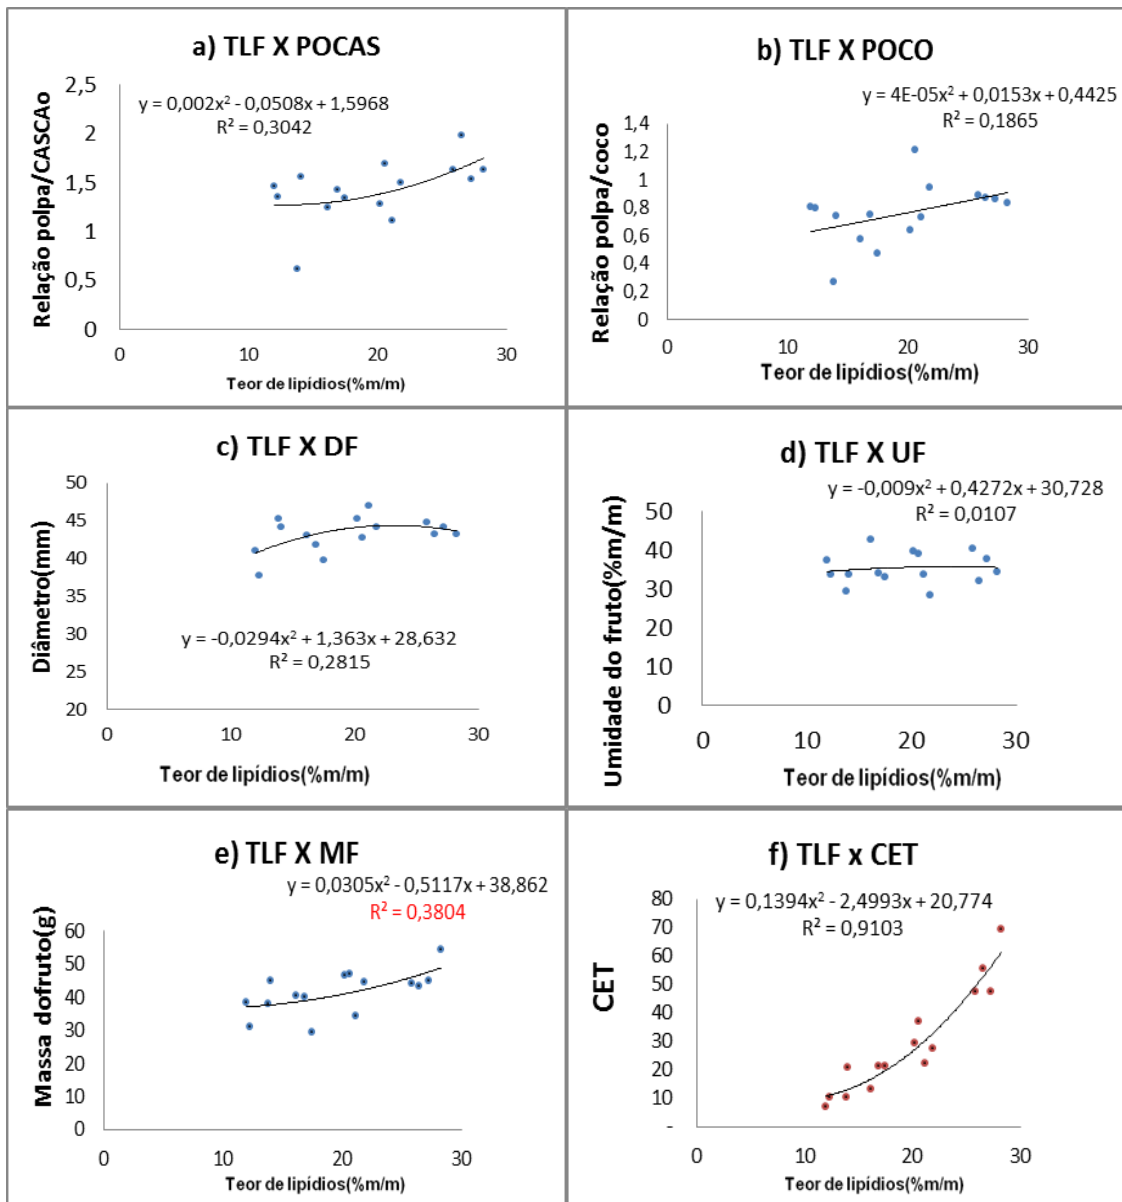 a) TLF X POCAS
y = 0,002x² - 0,0508x + 1,5968
R² = 0,3042
Relação polpa/CASCAo
2,5
2
1,5
1
0,5
0
0 10 20 30
Teor de lipídios(%m/m)
b) TLF X POCO
y = 4E-05x² + 0,0153x + 0,4425
R² = 0,1865
Relação polpa/coco
1,4
1,2
1
0,8
0,6
0,4
0,2
0
0 10 20 30
Teor de lipídios(%m/m)
c) TLF X DF
Diâmetro(mm)
50
45
40
35
30
25
20
y = -0,0294x² + 1,363x + 28,632
R² = 0,2815
0 10 20 30
Teor de lipídios(%m/m)
d) TLF X UF
y = -0,009x² + 0,4272x + 30,728
R² = 0,0107
Umidade do fruto(%m/m)
50
40
30
20
10
0
0 10 20 30
Teor de lipídios(%m/m)
e) TLF X MF
y = 0,0305x² - 0,5117x + 38,862
R² = 0,3804
Massa dofruto(g)
60
50
40
30
20
10
0
0 10 20 30
Teor de lipídios(%m/m)
f) TLF x CET
y = 0,1394x² - 2,4993x + 20,774
R² = 0,9103
CET
80
70
60
50
40
30
20
10
-
0 10 20 30
Teor de lipídios(%m/m)